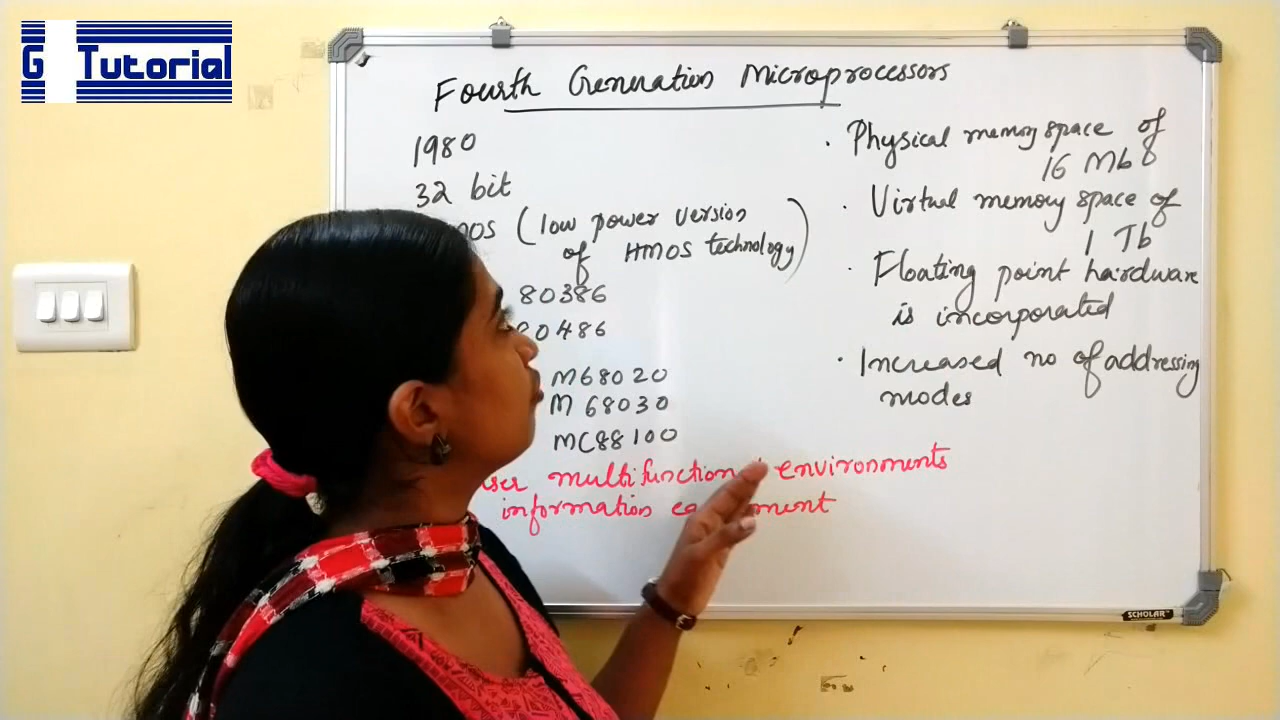 G Tutorial
Fourth Generation Microprocessors
1980
32 bit
(low power version
of HMOS technology)
80386
80486
M68020
M 68030
MC88100
multifunction environments
information
· Physical memory space of
16 Mb
· Virtual memory space of
1 Tb
· Floating point hardware
is incorporated
· Increased no of addressing
modes
SCHOLAR